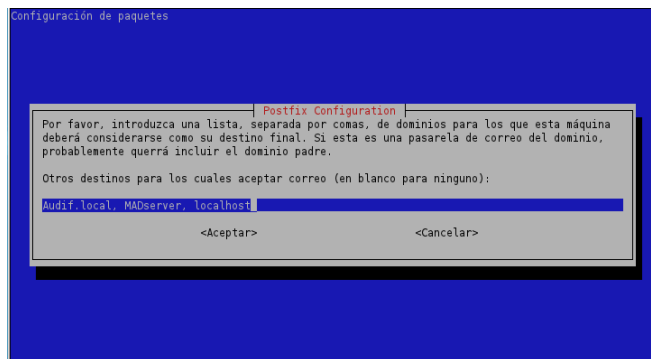 Configuración de paquetes
Postfix Configuration
Por favor, introduzca una lista, separada por comas, de dominios para los que esta máquina
deberá considerarse como su destino final. Si esta es una pasarela de correo del dominio,
probablemente querrá incluir el dominio padre.
Otros destinos para los cuales aceptar correo (en blanco para ninguno):
Audif.local, MADserver, localhost
<Aceptar> <Cancelar>